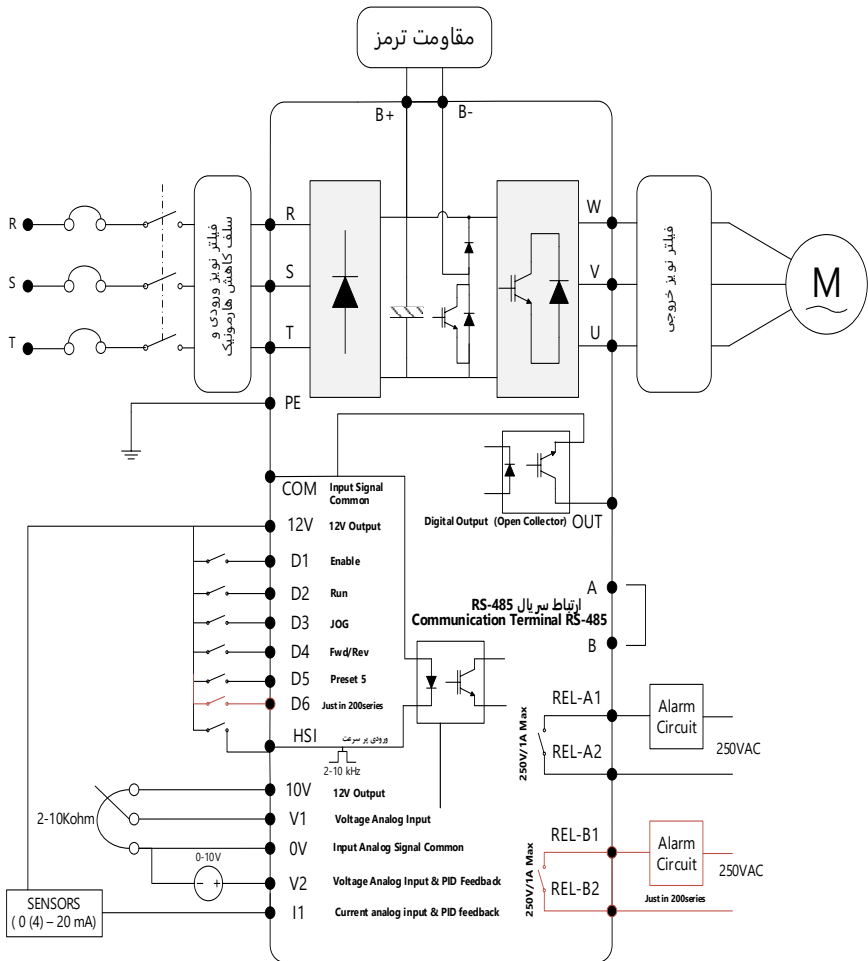 مقاومت ترمز
B+
B-
R
S
T
فیلتر نویز ورودی و
سلف کاهش هارمونیک
R
S
T
PE
W
V
U
فیلتر نویز خروجی
M
COM Input Signal
Common
12V 12V Output
D1 Enable
D2 Run
D3 JOG
D4 Fwd/Rev
D5 Preset 5
D6 Just in 200series
HSI ورودی پر سرعت
2-10 kHz
Digital Output (Open Collector) OUT
A
ارتباط سریال RS-485
Communication Terminal RS-485
B
REL-A1
REL-A2
250V/1A Max
Alarm
Circuit
250VAC
2-10Kohm
10V 12V Output
V1 Voltage Analog Input
0V Input Analog Signal Common
0-10V
- +
V2 Voltage Analog Input & PID Feedback
I1 Current analog input & PID feedback
SENSORS
( 0 (4) – 20 mA)
REL-B1
REL-B2
250V/1A Max
Alarm
Circuit
250VAC
Just in 200series